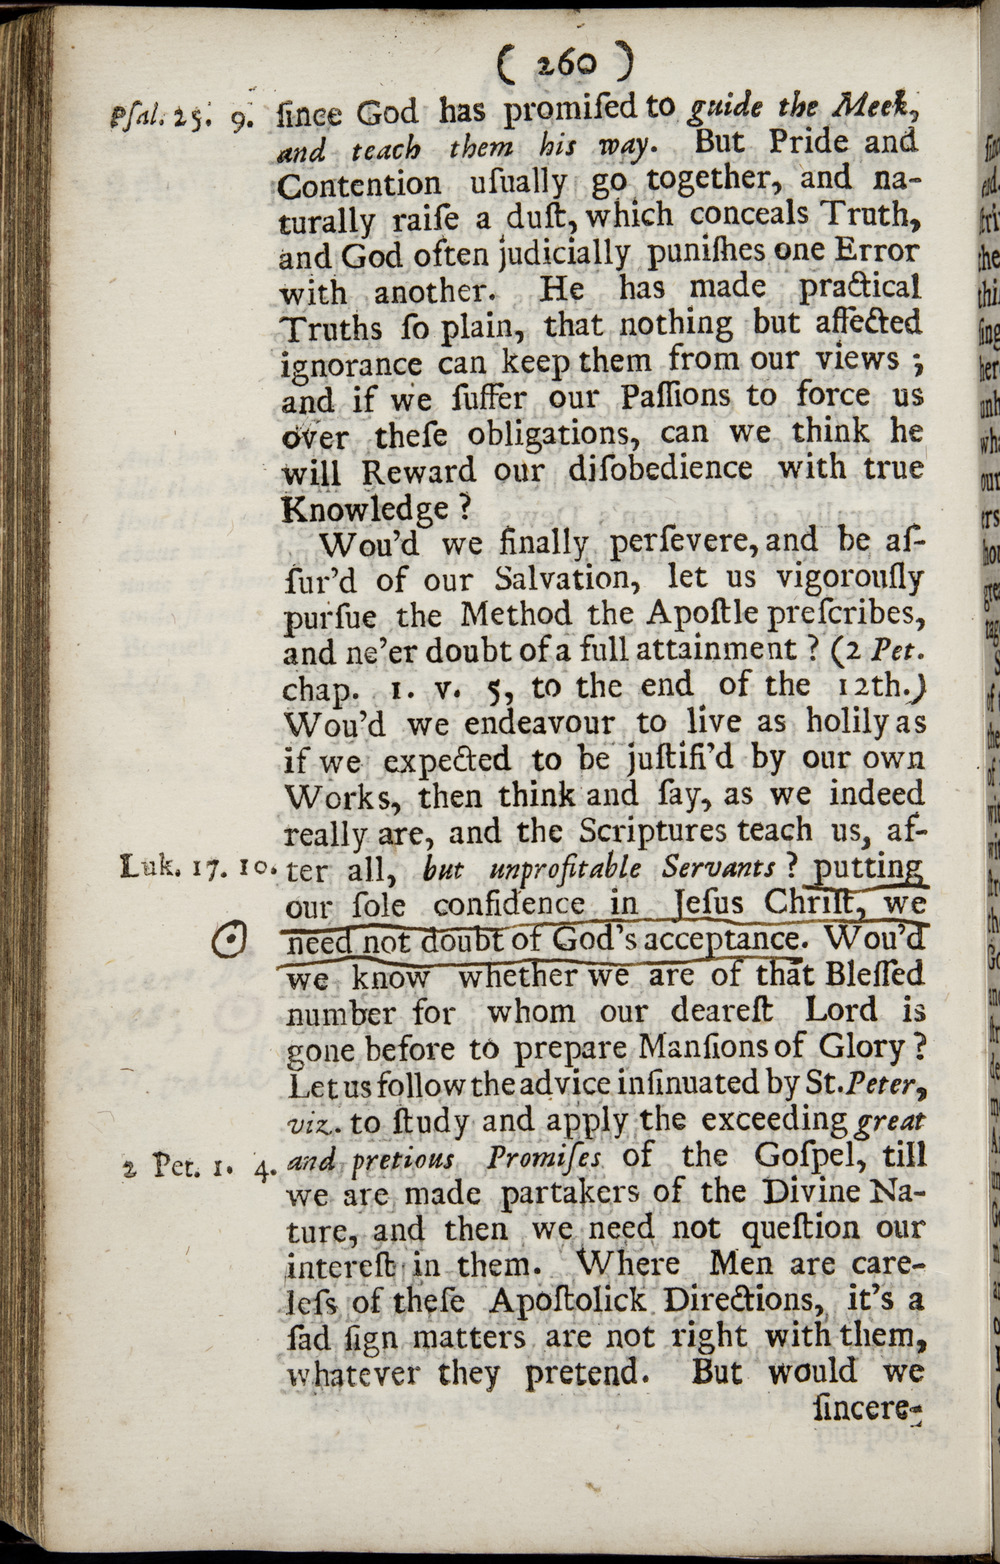 ( 260 )
Pſal. 25. 9. ſince God has promiſed to guide the Meek,
and teach them his way. But Pride and
Contention uſually go together, and na-
turally raiſe a duſt, which conceals Truth,
and God often judicially puniſhes one Error
with another. He has made practical
Truths ſo plain, that nothing but affected
ignorance can keep them from our views ;
and if we ſuffer our Paſſions to force us
over theſe obligations, can we think he
will Reward our diſobedience with true
Knowledge ?
Wou'd we finally perſevere, and be aſ-
ſur'd of our Salvation, let us vigorouſly
purſue the Method the Apoſtle preſcribes,
and ne'er doubt of a full attainment ? (2 Pet.
chap. 1. v. 5, to the end of the 12th.)
Wou'd we endeavour to live as holily as
if we expected to be juſtifi'd by our own
Works, then think and ſay, as we indeed
really are, and the Scriptures teach us, af-
Luk. 17. 10. ter all, but unprofitable Servants ? putting
our ſole confidence in Jeſus Chriſt, we
need not doubt of God's acceptance. Wou'd
we know whether we are of that Bleſſed
number for whom our deareſt Lord is
gone before to prepare Manſions of Glory ?
Let us follow the advice inſinuated by St. Peter,
viz. to ſtudy and apply the exceeding great
2 Pet. 1. 4. and pretious Promiſes of the Goſpel, till
we are made partakers of the Divine Na-
ture, and then we need not queſtion our
intereſt in them. Where Men are care-
leſs of theſe Apoſtolick Directions, it's a
ſad ſign matters are not right with them,
whatever they pretend. But would we
ſincere-